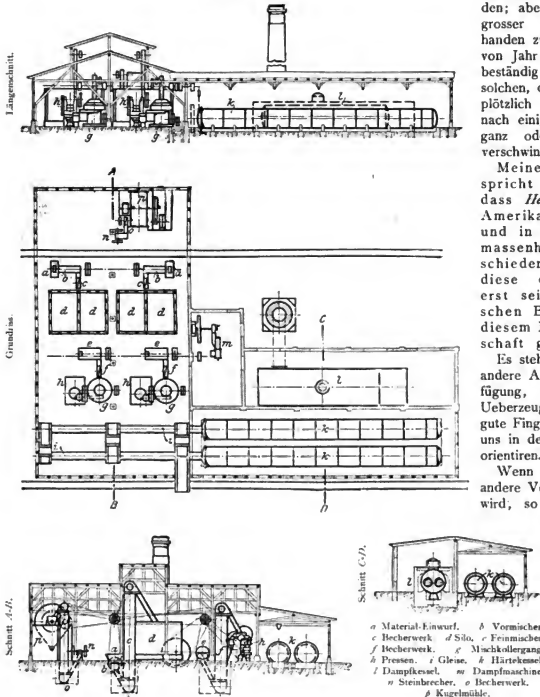 Längenschnitt.
Grundriss.
Schnitt A-B.
Schnitt C-D.
k
l
h
h
g
g
A
p
o
n
a
b
c
b
a
c
d
d
d
d
e
e
f
f
m
h
h
g
g
C
l
i
k
k
B
D
p
n
o
a
b
c
d
h
k
l
k
a Material-Einwurf. b Vormischer
c Becherwerk d Silo. e Feinmischer
f Becherwerk. g Mischkollergang
h Pressen. i Gleise. k Härtekessel
l Dampfkessel. m Dampfmaschine
n Steinbrecher. o Becherwerk.
p Kugelmühle.
den; abe
grosser
handen zu
von Jahr
beständig
solchen, c
plötzlich
nach eini
ganz od
verschwin
Meine
spricht
dass He
Amerika
und in
massenh
schieder
diese
erst sei
schen B
diesem
schaft g
Es steh
andere A
fügung,
Ueberzeu
gute Fing
uns in de
orientiren.
Wenn
andere Ve
wird, so